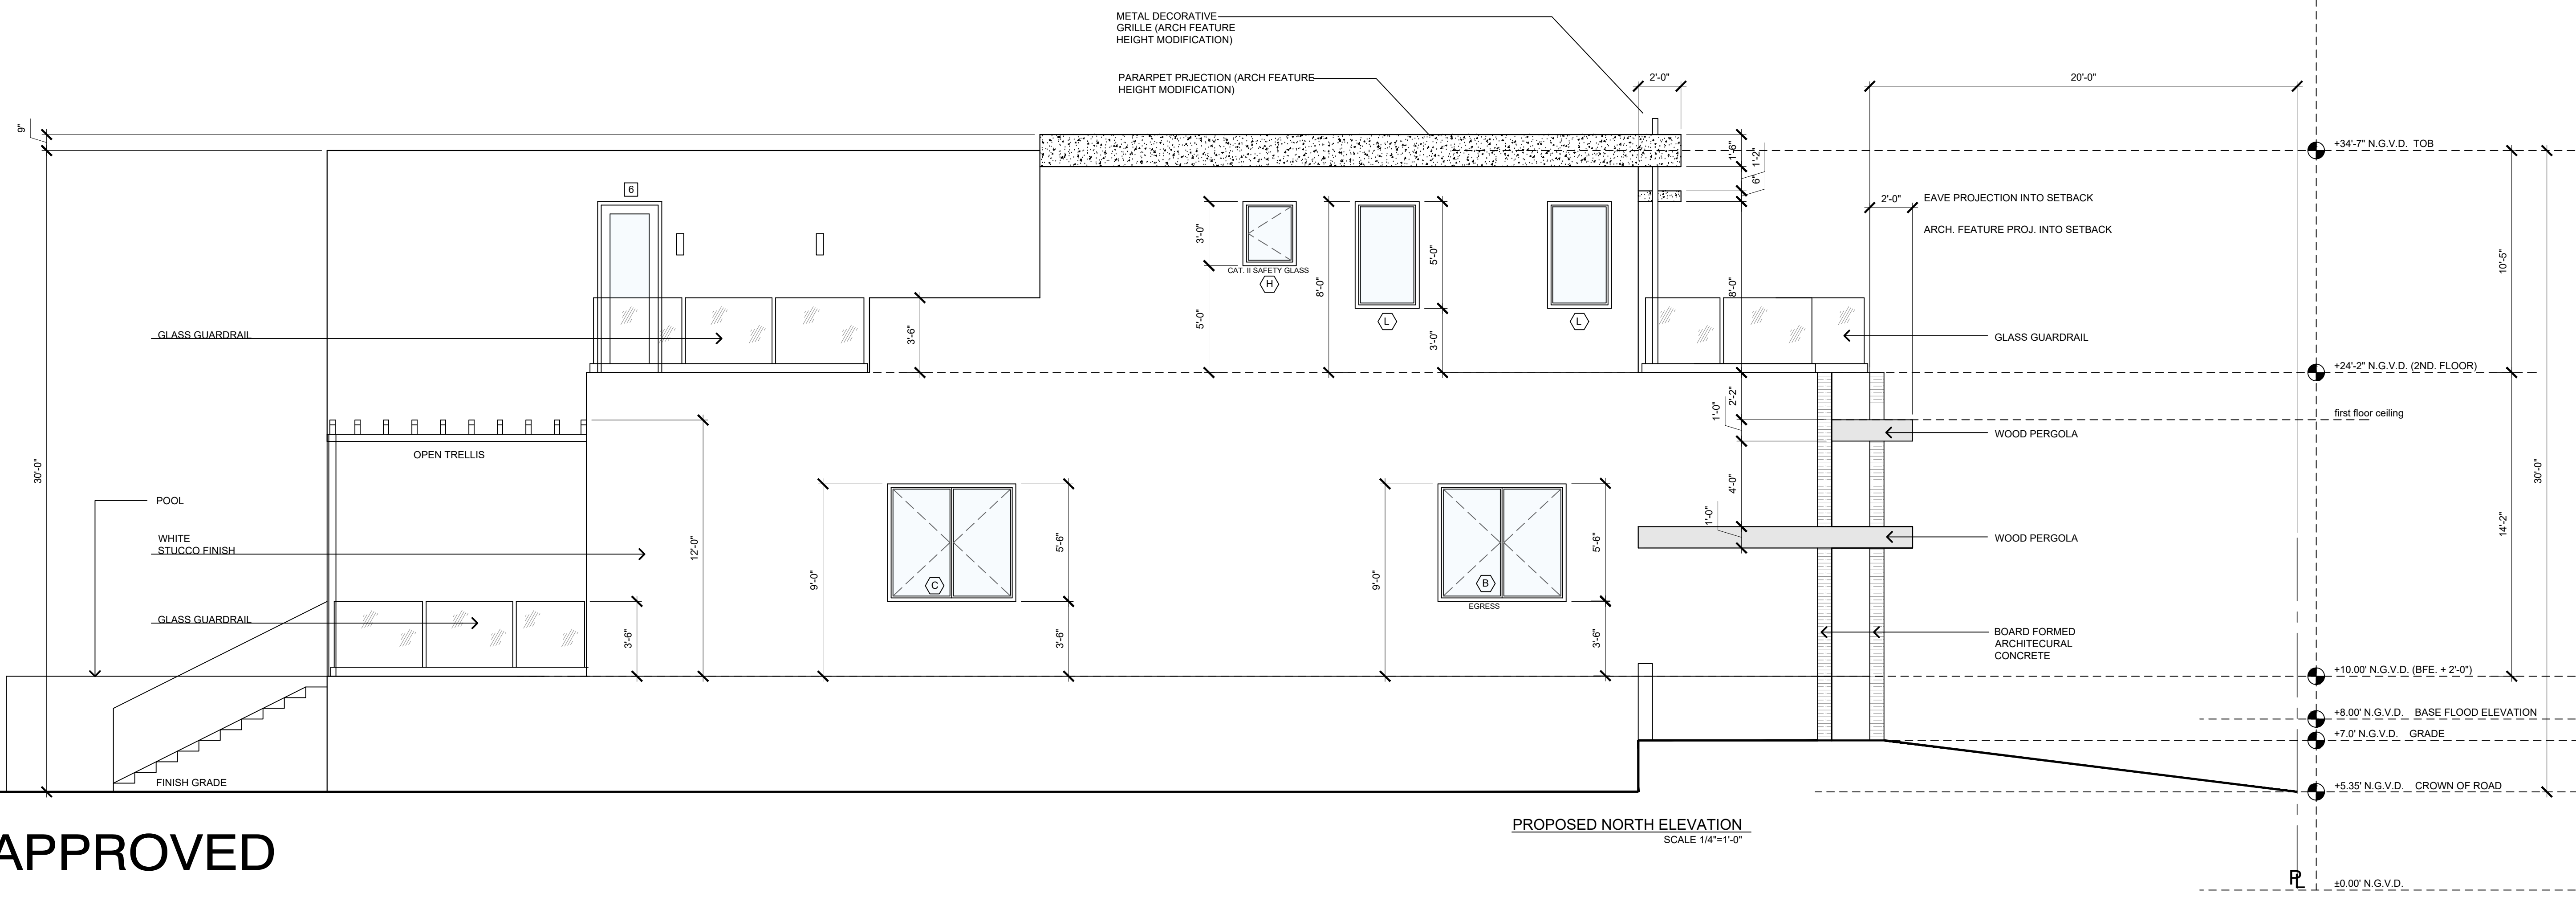 METAL DECORATIVE
GRILLE (ARCH FEATURE
HEIGHT MODIFICATION)
PARARPET PRJECTION (ARCH FEATURE
HEIGHT MODIFICATION)
2'-0"
20'-0"
9"
+34'-7" N.G.V.D. TOB
1'-6"
1'-2"
6"
6
2'-0"
EAVE PROJECTION INTO SETBACK
ARCH. FEATURE PROJ. INTO SETBACK
3'-0"
CAT. II SAFETY GLASS
H
5'-0"
8'-0"
5'-0"
3'-0"
L
L
8'-0"
10'-5"
GLASS GUARDRAIL
3'-6"
GLASS GUARDRAIL
+24'-2" N.G.V.D. (2ND. FLOOR)
2'-2"
1'-0"
first floor ceiling
WOOD PERGOLA
OPEN TRELLIS
30'-0"
30'-0"
4'-0"
POOL
WHITE
STUCCO FINISH
12'-0"
9'-0"
C
5'-6"
3'-6"
9'-0"
B
EGRESS
5'-6"
3'-6"
1'-0"
WOOD PERGOLA
14'-2"
GLASS GUARDRAIL
3'-6"
BOARD FORMED
ARCHITECURAL
CONCRETE
+10.00' N.G.V.D. (BFE. + 2'-0")
+8.00' N.G.V.D. BASE FLOOD ELEVATION
+7.0' N.G.V.D. GRADE
FINISH GRADE
+5.35' N.G.V.D. CROWN OF ROAD
PROPOSED NORTH ELEVATION
SCALE 1/4"=1'-0"
APPROVED
PL
±0.00' N.G.V.D.